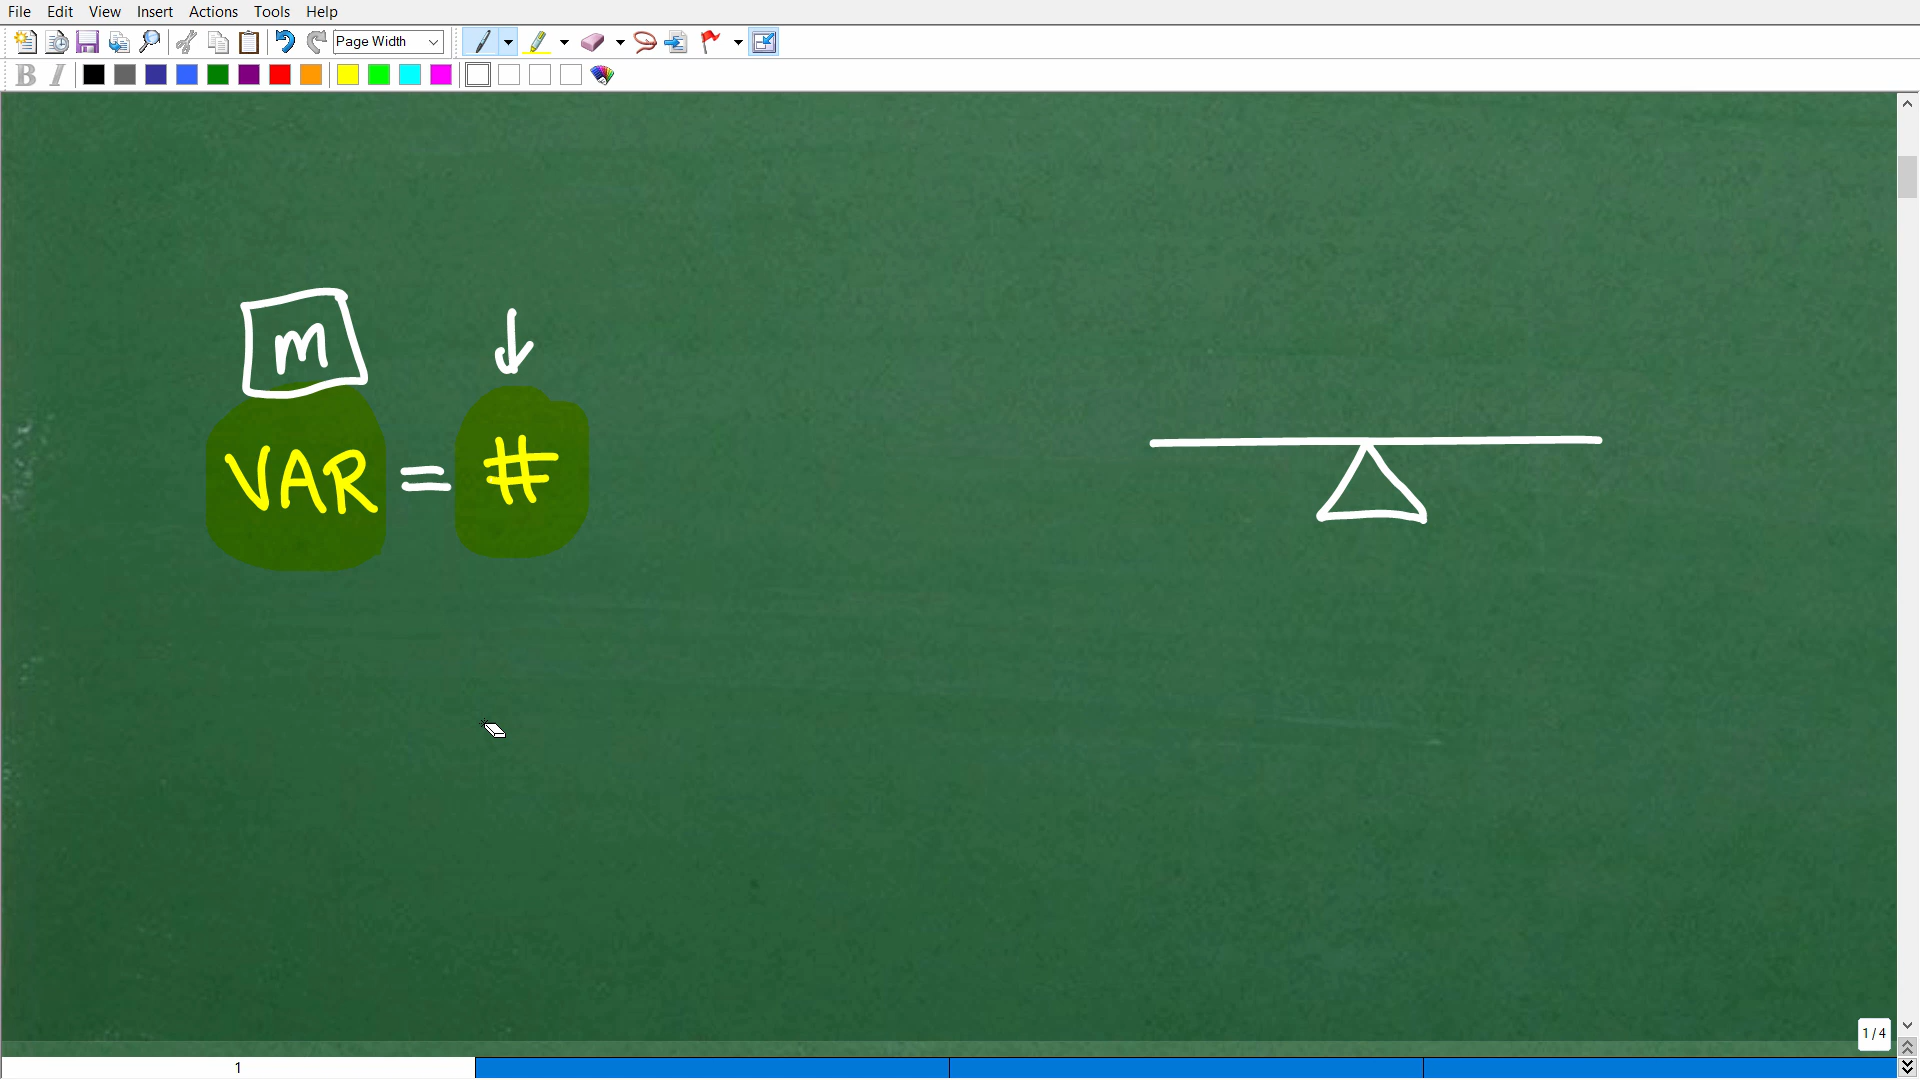 File Edit View Insert Actions Tools Help
Page Width
B I
m
VAR = #
1 / 4
1